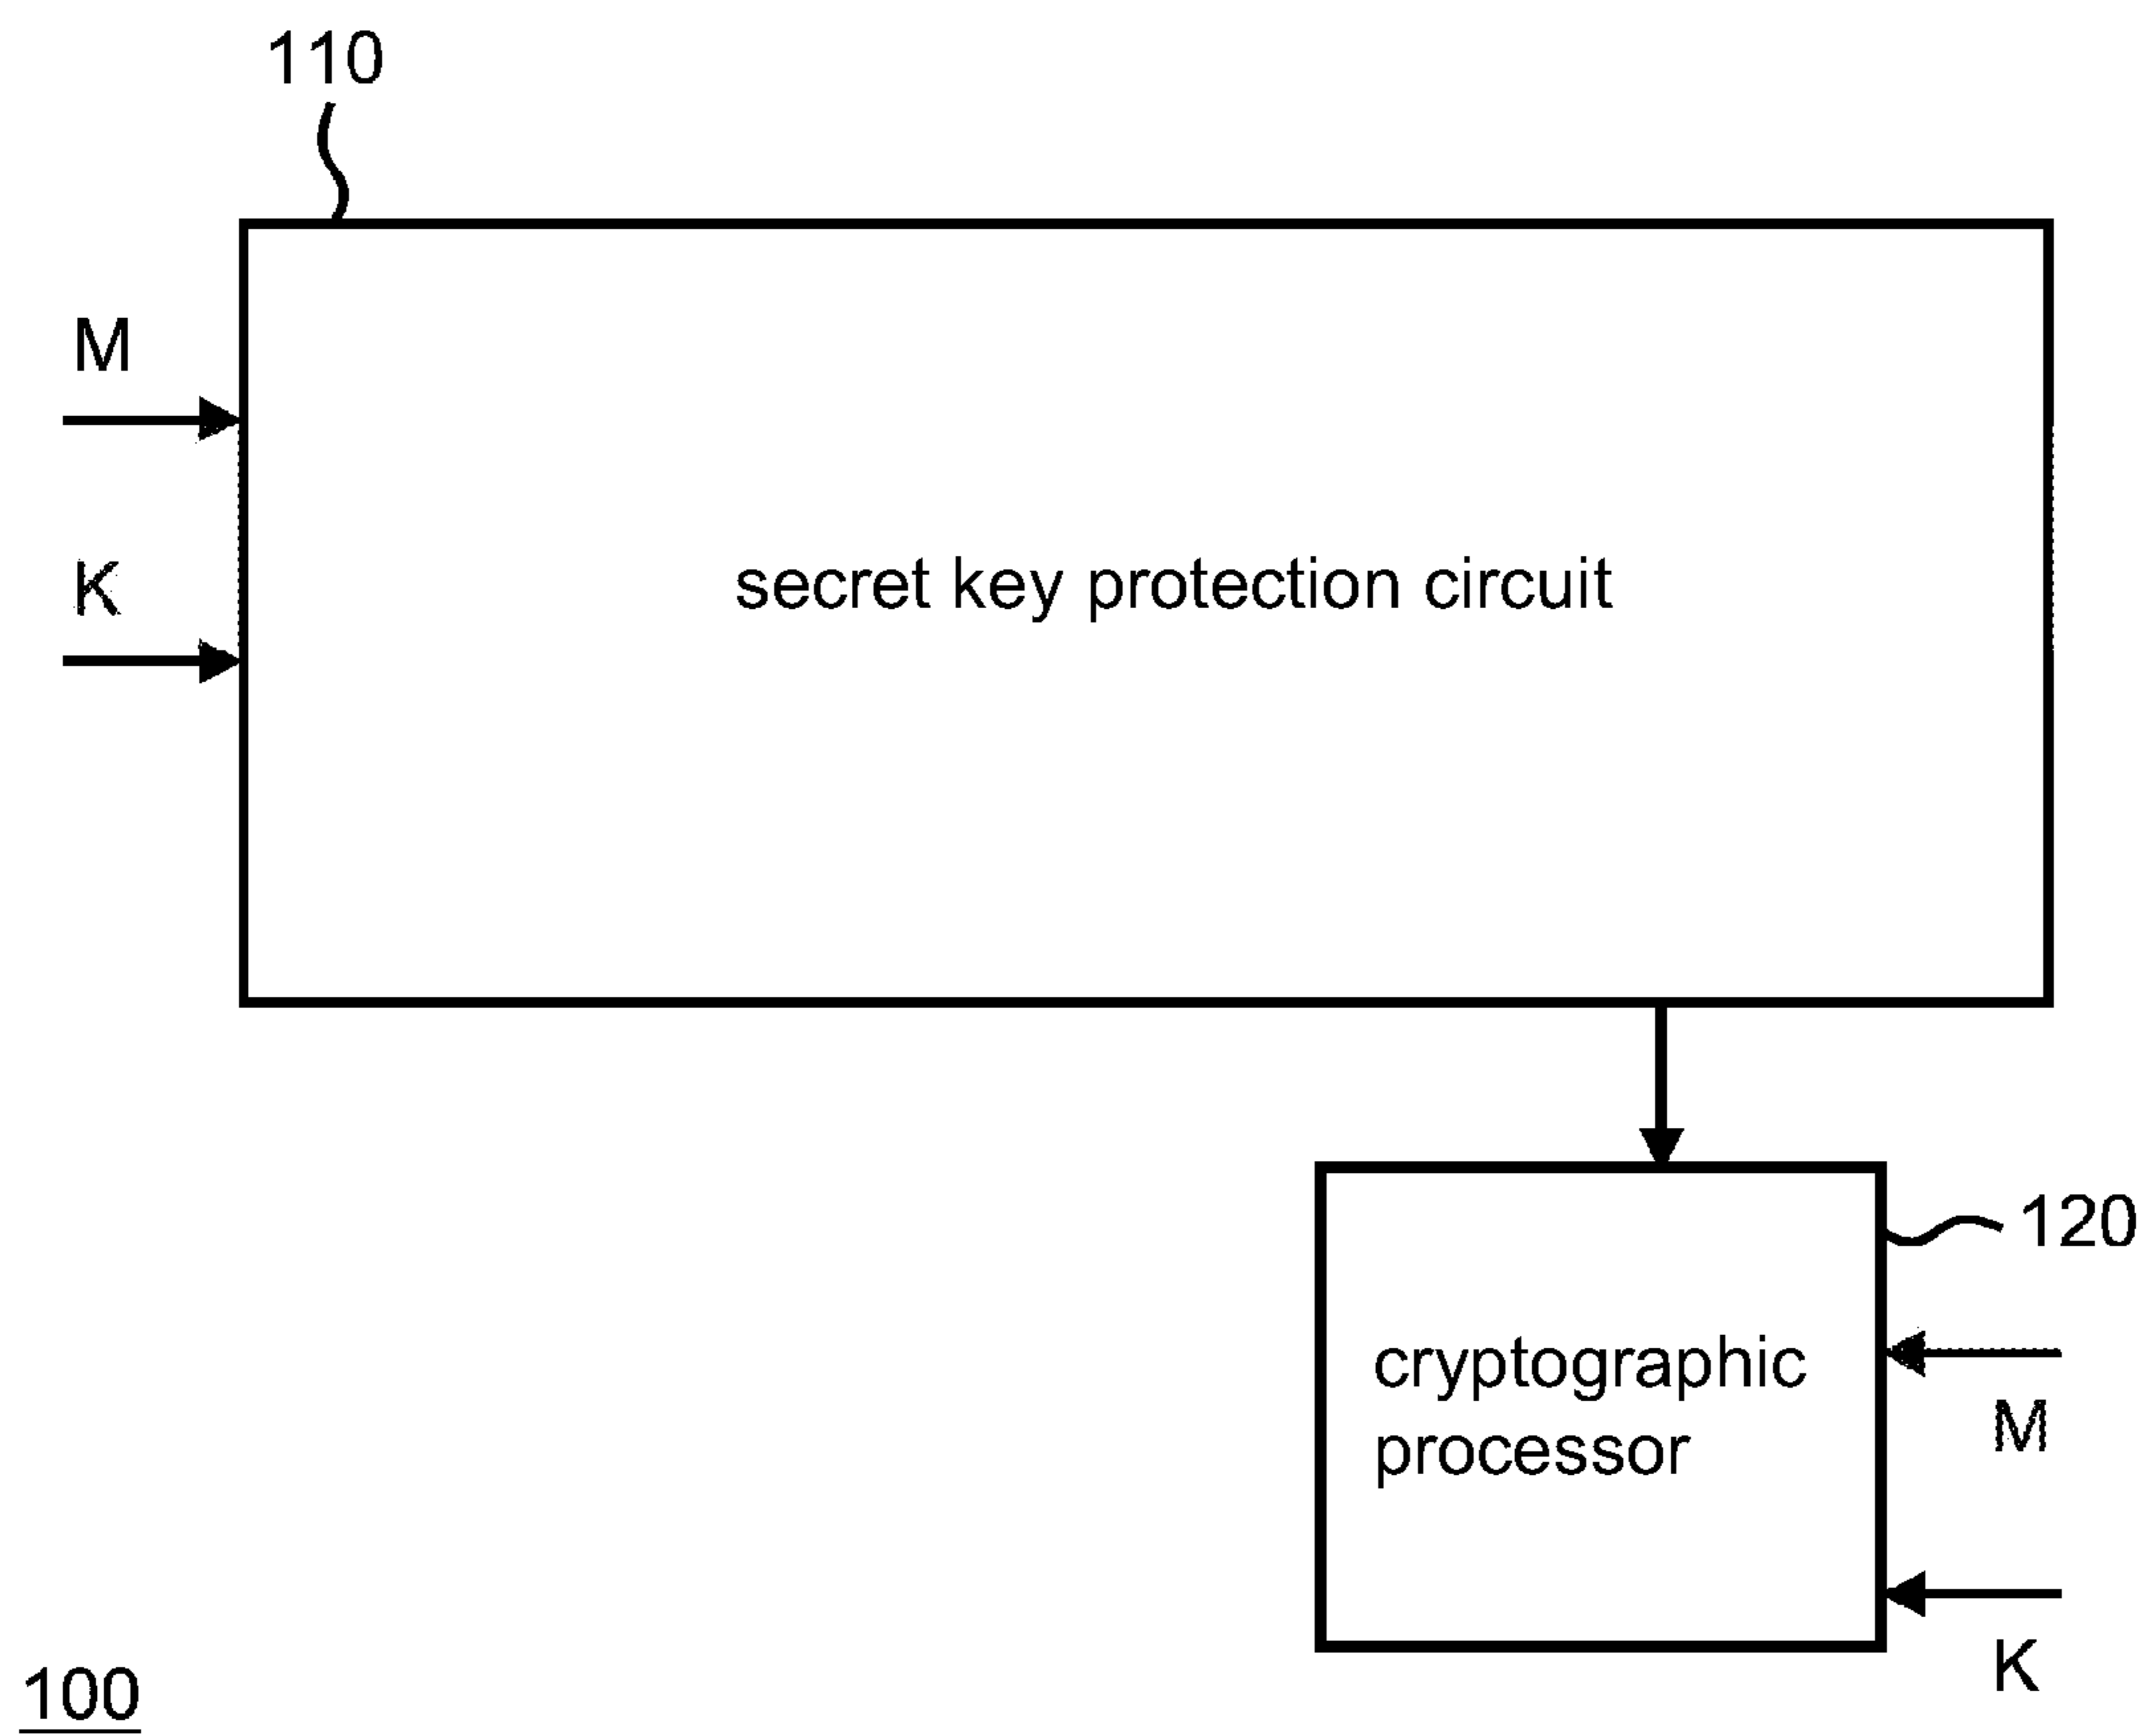 110
M
K
secret key protection circuit
120
cryptographic
processor
M
K
100